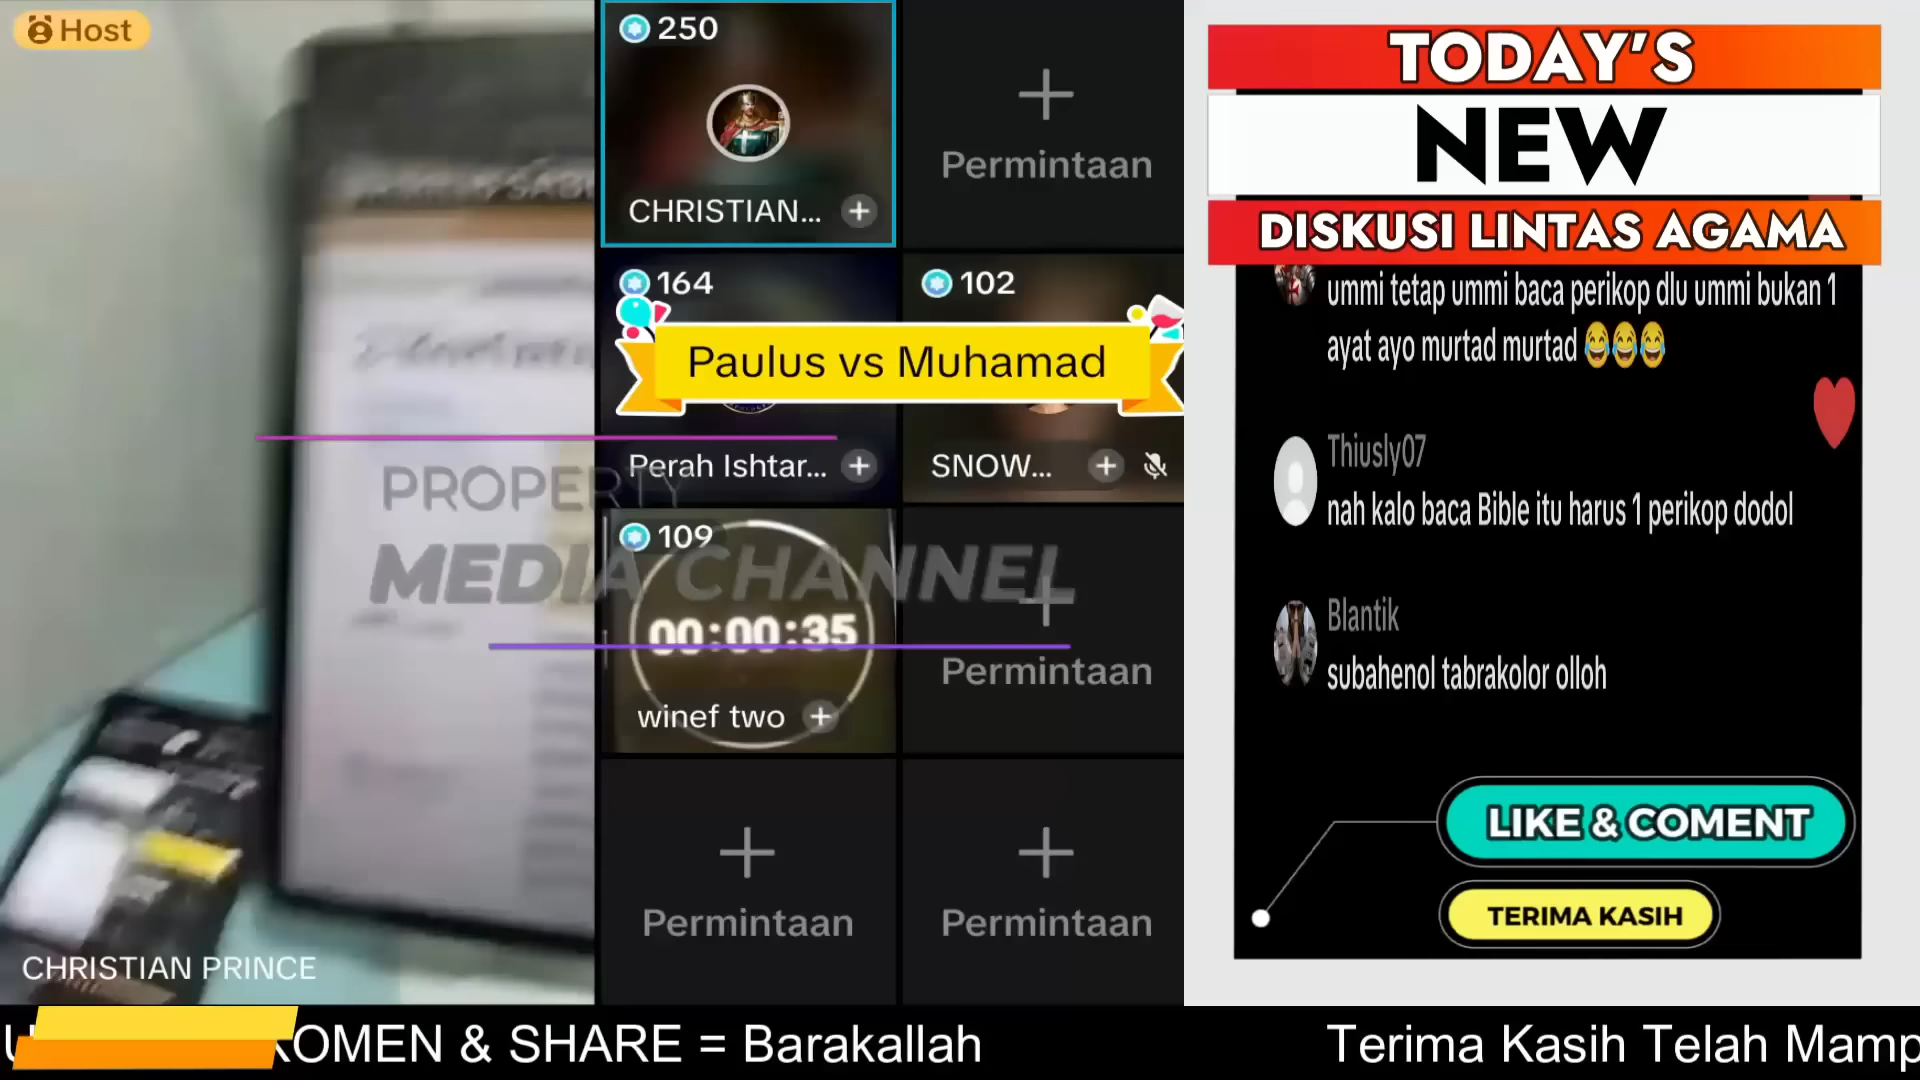 Host
250
CHRISTIAN...
Permintaan
164
102
Paulus vs Muhamad
Perah Ishtar...
SNOW...
PROPERTY
MEDIA CHANNEL
109
00:00:35
winef two
Permintaan
Permintaan
Permintaan
CHRISTIAN PRINCE
TODAY'S
NEW
DISKUSI LINTAS AGAMA
ummi tetap ummi baca perikop dlu ummi bukan 1
ayat ayo murtad murtad 😂😂😂
Thiusly07
nah kalo baca Bible itu harus 1 perikop dodol
Blantik
subahenol tabrakolor olloh
LIKE & COMENT
TERIMA KASIH
KOMEN & SHARE = Barakallah
Terima Kasih Telah Mamp